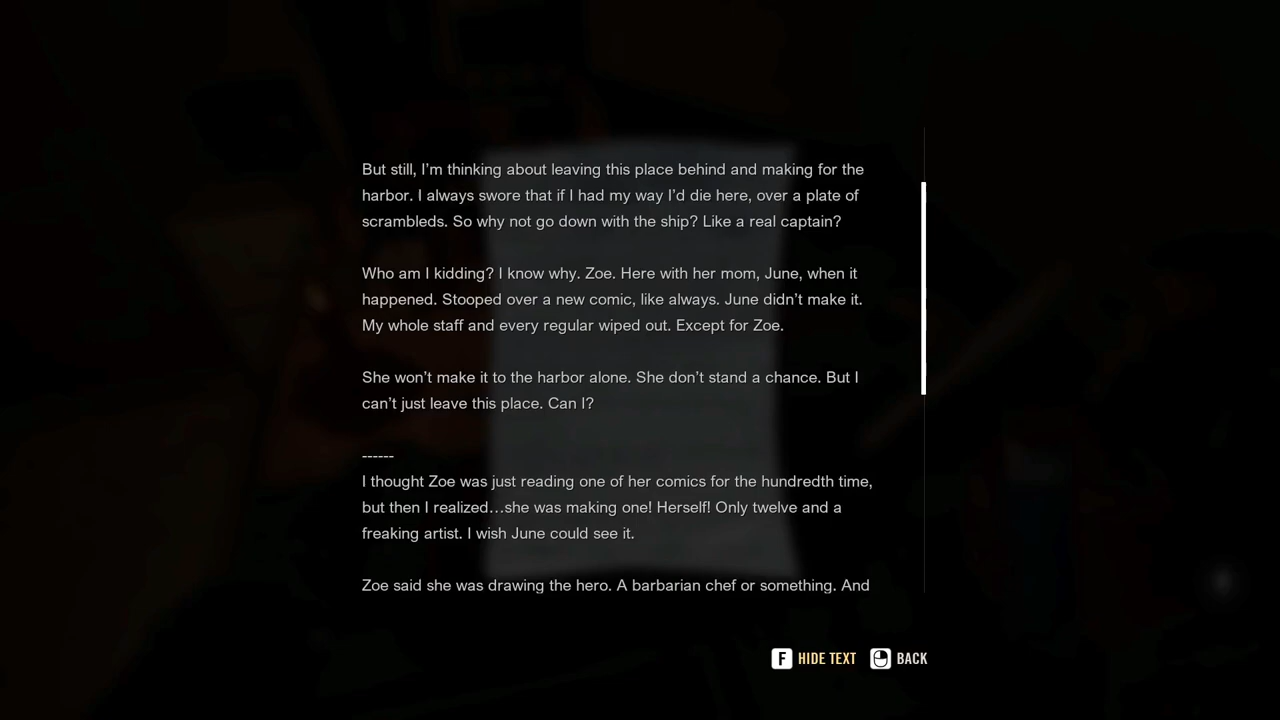 But still, I’m thinking about leaving this place behind and making for the
harbor. I always swore that if I had my way I’d die here, over a plate of
scrambleds. So why not go down with the ship? Like a real captain?
Who am I kidding? I know why. Zoe. Here with her mom, June, when it
happened. Stooped over a new comic, like always. June didn’t make it.
My whole staff and every regular wiped out. Except for Zoe.
She won’t make it to the harbor alone. She don’t stand a chance. But I
can’t just leave this place. Can I?
------
I thought Zoe was just reading one of her comics for the hundredth time,
but then I realized…she was making one! Herself! Only twelve and a
freaking artist. I wish June could see it.
Zoe said she was drawing the hero. A barbarian chef or something. And
F HIDE TEXT BACK